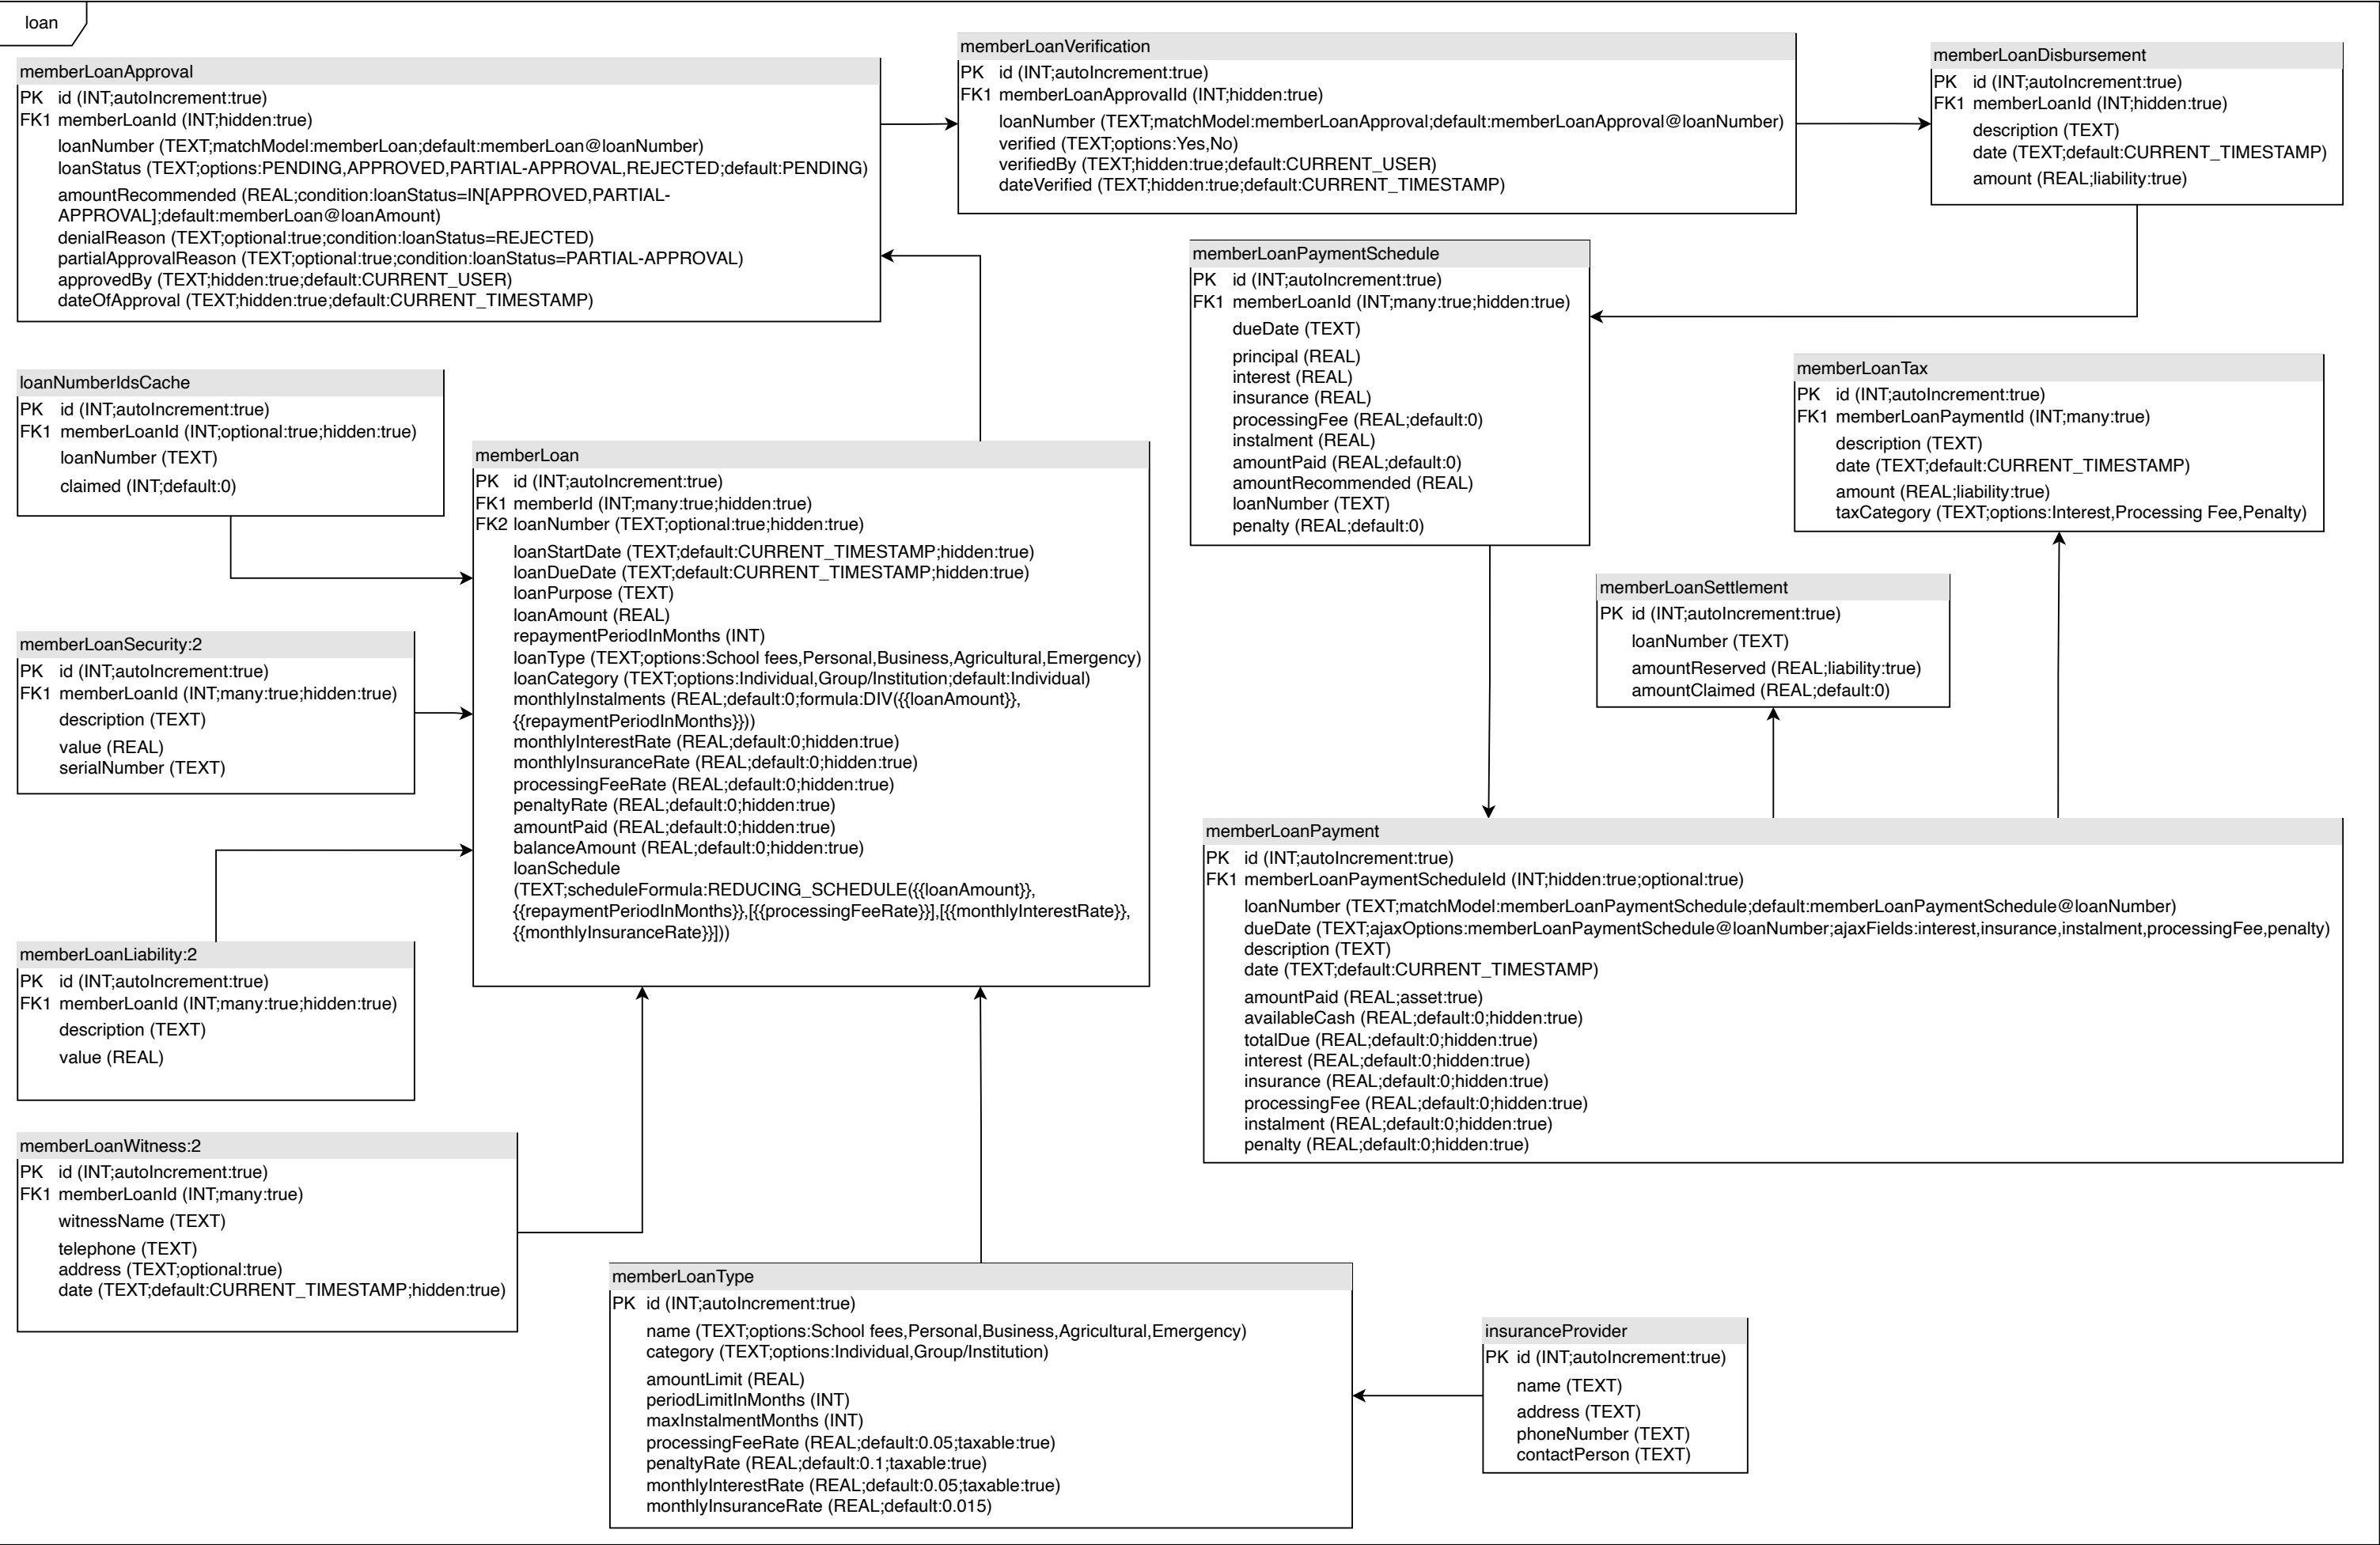 loan
memberLoanApproval
PK id (INT;autoIncrement:true)
FK1 memberLoanId (INT;hidden:true)
loanNumber (TEXT;matchModel:memberLoan;default:memberLoan@loanNumber)
loanStatus (TEXT;options:PENDING,APPROVED,PARTIAL-APPROVAL,REJECTED;default:PENDING)
amountRecommended (REAL;condition:loanStatus=IN[APPROVED,PARTIAL-
APPROVAL];default:memberLoan@loanAmount)
denialReason (TEXT;optional:true;condition:loanStatus=REJECTED)
partialApprovalReason (TEXT;optional:true;condition:loanStatus=PARTIAL-APPROVAL)
approvedBy (TEXT;hidden:true;default:CURRENT_USER)
dateOfApproval (TEXT;hidden:true;default:CURRENT_TIMESTAMP)
memberLoanVerification
PK id (INT;autoIncrement:true)
FK1 memberLoanApprovalId (INT;hidden:true)
loanNumber (TEXT;matchModel:memberLoanApproval;default:memberLoanApproval@loanNumber)
verified (TEXT;options:Yes,No)
verifiedBy (TEXT;hidden:true;default:CURRENT_USER)
dateVerified (TEXT;hidden:true;default:CURRENT_TIMESTAMP)
memberLoanDisbursement
PK id (INT;autoIncrement:true)
FK1 memberLoanId (INT;hidden:true)
description (TEXT)
date (TEXT;default:CURRENT_TIMESTAMP)
amount (REAL;liability:true)
memberLoanPaymentSchedule
PK id (INT;autoIncrement:true)
FK1 memberLoanId (INT;many:true;hidden:true)
dueDate (TEXT)
principal (REAL)
interest (REAL)
insurance (REAL)
processingFee (REAL;default:0)
instalment (REAL)
amountPaid (REAL;default:0)
amountRecommended (REAL)
loanNumber (TEXT)
penalty (REAL;default:0)
memberLoanTax
PK id (INT;autoIncrement:true)
FK1 memberLoanPaymentId (INT;many:true)
description (TEXT)
date (TEXT;default:CURRENT_TIMESTAMP)
amount (REAL;liability:true)
taxCategory (TEXT;options:Interest,Processing Fee,Penalty)
loanNumberIdsCache
PK id (INT;autoIncrement:true)
FK1 memberLoanId (INT;optional:true;hidden:true)
loanNumber (TEXT)
claimed (INT;default:0)
memberLoan
PK id (INT;autoIncrement:true)
FK1 memberId (INT;many:true;hidden:true)
FK2 loanNumber (TEXT;optional:true;hidden:true)
loanStartDate (TEXT;default:CURRENT_TIMESTAMP;hidden:true)
loanDueDate (TEXT;default:CURRENT_TIMESTAMP;hidden:true)
loanPurpose (TEXT)
loanAmount (REAL)
repaymentPeriodInMonths (INT)
loanType (TEXT;options:School fees,Personal,Business,Agricultural,Emergency)
loanCategory (TEXT;options:Individual,Group/Institution;default:Individual)
monthlyInstalments (REAL;default:0;formula:DIV({{loanAmount}},
{{repaymentPeriodInMonths}}))
monthlyInterestRate (REAL;default:0;hidden:true)
monthlyInsuranceRate (REAL;default:0;hidden:true)
processingFeeRate (REAL;default:0;hidden:true)
penaltyRate (REAL;default:0;hidden:true)
amountPaid (REAL;default:0;hidden:true)
balanceAmount (REAL;default:0;hidden:true)
loanSchedule
(TEXT;scheduleFormula:REDUCING_SCHEDULE({{loanAmount}},
{{repaymentPeriodInMonths}},[{{processingFeeRate}}],[{{monthlyInterestRate}},
{{monthlyInsuranceRate}}]))
memberLoanSettlement
PK id (INT;autoIncrement:true)
loanNumber (TEXT)
amountReserved (REAL;liability:true)
amountClaimed (REAL;default:0)
memberLoanSecurity:2
PK id (INT;autoIncrement:true)
FK1 memberLoanId (INT;many:true;hidden:true)
description (TEXT)
value (REAL)
serialNumber (TEXT)
memberLoanPayment
PK id (INT;autoIncrement:true)
FK1 memberLoanPaymentScheduleId (INT;hidden:true;optional:true)
loanNumber (TEXT;matchModel:memberLoanPaymentSchedule;default:memberLoanPaymentSchedule@loanNumber)
dueDate (TEXT;ajaxOptions:memberLoanPaymentSchedule@loanNumber;ajaxFields:interest,insurance,instalment,processingFee,penalty)
description (TEXT)
date (TEXT;default:CURRENT_TIMESTAMP)
amountPaid (REAL;asset:true)
availableCash (REAL;default:0;hidden:true)
totalDue (REAL;default:0;hidden:true)
interest (REAL;default:0;hidden:true)
insurance (REAL;default:0;hidden:true)
processingFee (REAL;default:0;hidden:true)
instalment (REAL;default:0;hidden:true)
penalty (REAL;default:0;hidden:true)
memberLoanLiability:2
PK id (INT;autoIncrement:true)
FK1 memberLoanId (INT;many:true;hidden:true)
description (TEXT)
value (REAL)
memberLoanWitness:2
PK id (INT;autoIncrement:true)
FK1 memberLoanId (INT;many:true)
witnessName (TEXT)
telephone (TEXT)
address (TEXT;optional:true)
date (TEXT;default:CURRENT_TIMESTAMP;hidden:true)
memberLoanType
PK id (INT;autoIncrement:true)
name (TEXT;options:School fees,Personal,Business,Agricultural,Emergency)
category (TEXT;options:Individual,Group/Institution)
amountLimit (REAL)
periodLimitInMonths (INT)
maxInstalmentMonths (INT)
processingFeeRate (REAL;default:0.05;taxable:true)
penaltyRate (REAL;default:0.1;taxable:true)
monthlyInterestRate (REAL;default:0.05;taxable:true)
monthlyInsuranceRate (REAL;default:0.015)
insuranceProvider
PK id (INT;autoIncrement:true)
name (TEXT)
address (TEXT)
phoneNumber (TEXT)
contactPerson (TEXT)